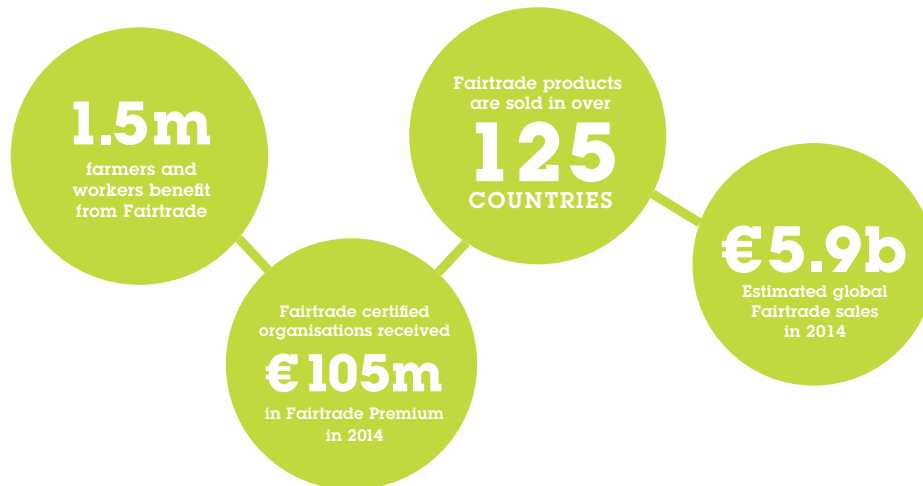 1.5m
farmers and
workers benefit
from Fairtrade
Fairtrade certified
organisations received
€105m
in Fairtrade Premium
in 2014
Fairtrade products
are sold in over
125
COUNTRIES
€5.9b
Estimated global
Fairtrade sales
in 2014